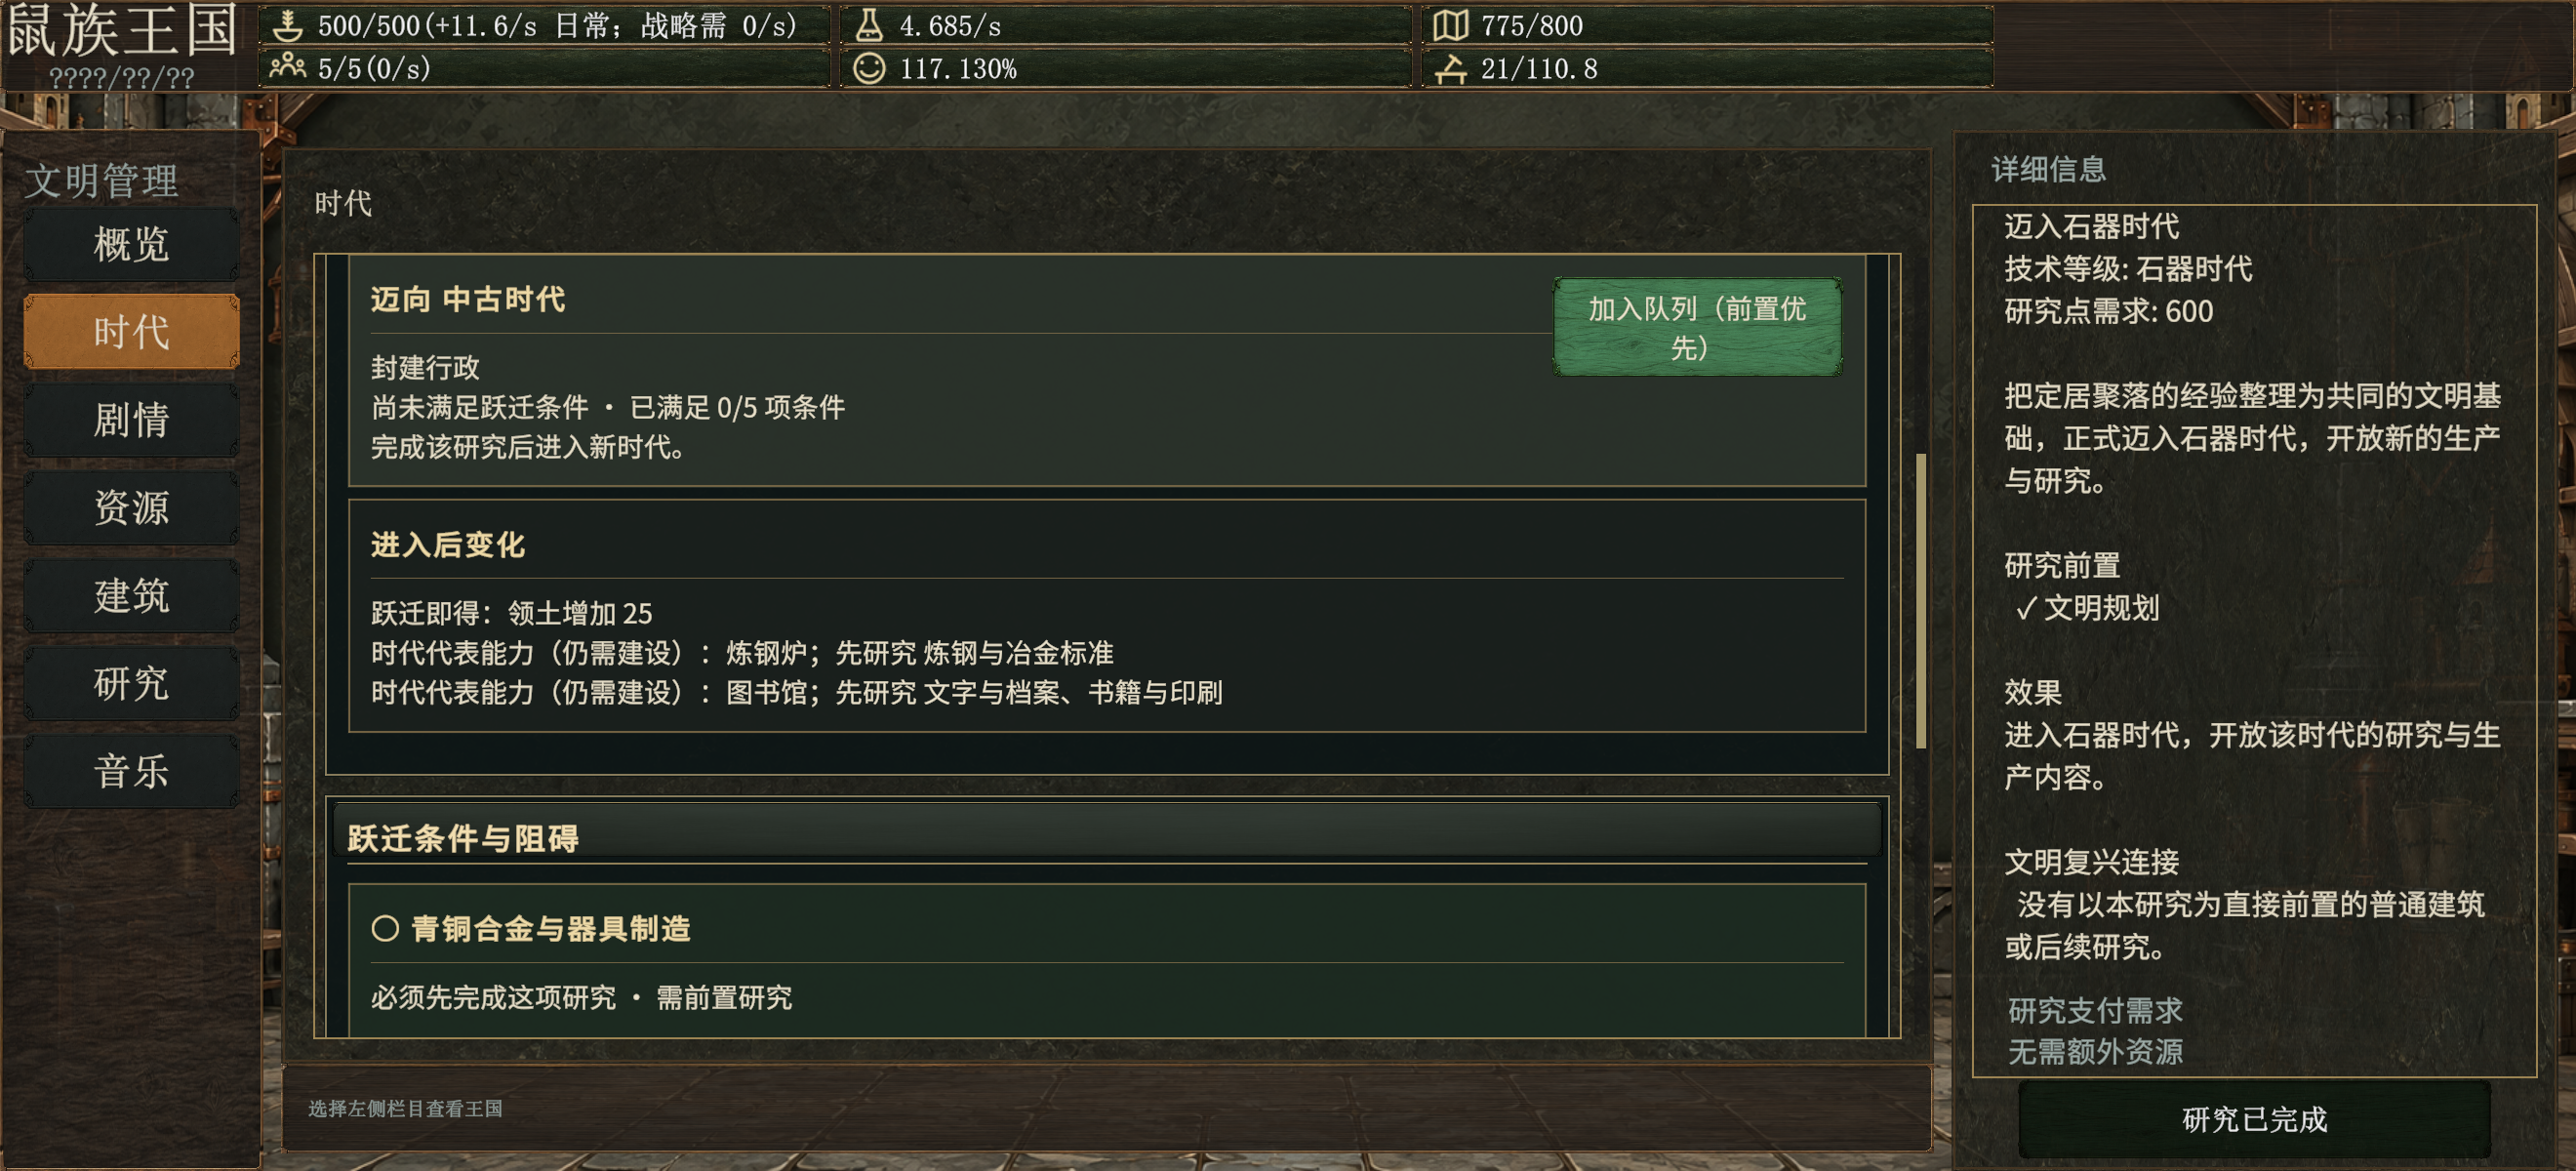 鼠族王国
????/??/??
500/500(+11.6/s 日常；战略需 0/s)
4.685/s
775/800
5/5(0/s)
117.130%
21/110.8
文明管理
概览
时代
剧情
资源
建筑
研究
音乐
时代
迈向 中古时代
加入队列（前置优
先）
封建行政
尚未满足跃迁条件 · 已满足 0/5 项条件
完成该研究后进入新时代。
进入后变化
跃迁即得：领土增加 25
时代代表能力（仍需建设）：炼钢炉；先研究 炼钢与冶金标准
时代代表能力（仍需建设）：图书馆；先研究 文字与档案、书籍与印刷
跃迁条件与阻碍
○ 青铜合金与器具制造
必须先完成这项研究 · 需前置研究
选择左侧栏目查看王国
详细信息
迈入石器时代
技术等级: 石器时代
研究点需求: 600
把定居聚落的经验整理为共同的文明基
础，正式迈入石器时代，开放新的生产
与研究。
研究前置
✓ 文明规划
效果
进入石器时代，开放该时代的研究与生
产内容。
文明复兴连接
没有以本研究为直接前置的普通建筑
或后续研究。
研究支付需求
无需额外资源
研究已完成